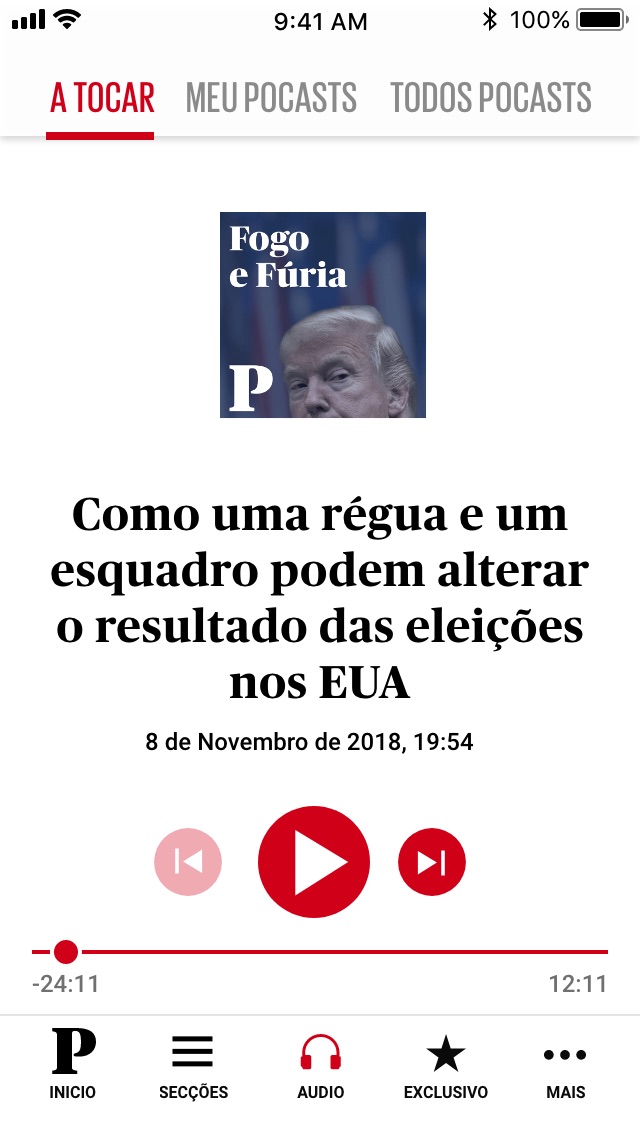 9:41 AM 100%
A TOCAR MEU POCASTS TODOS POCASTS
Fogo
e Fúria
P
Como uma régua e um
esquadro podem alterar
o resultado das eleições
nos EUA
8 de Novembro de 2018, 19:54
-24:11 12:11
P
INICIO SECÇÕES AUDIO EXCLUSIVO MAIS